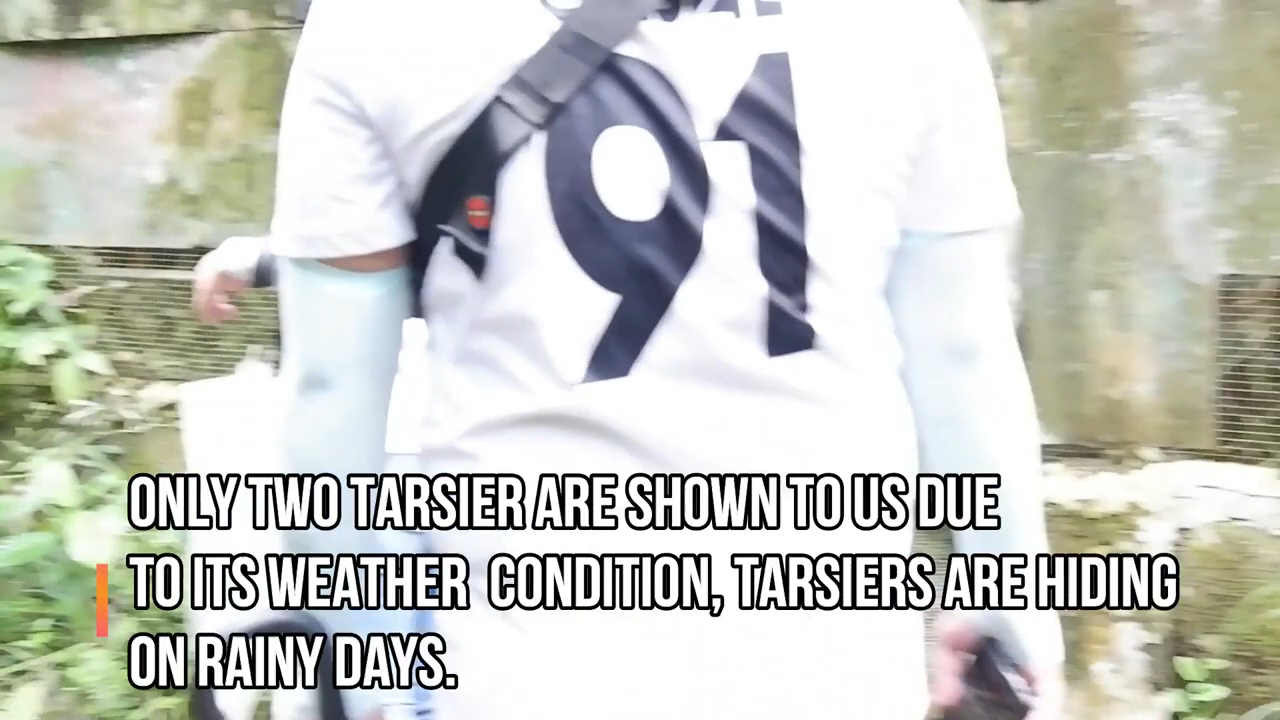 91
ONLY TWO TARSIER ARE SHOWN TO US DUE
TO ITS WEATHER CONDITION, TARSIERS ARE HIDING
ON RAINY DAYS.